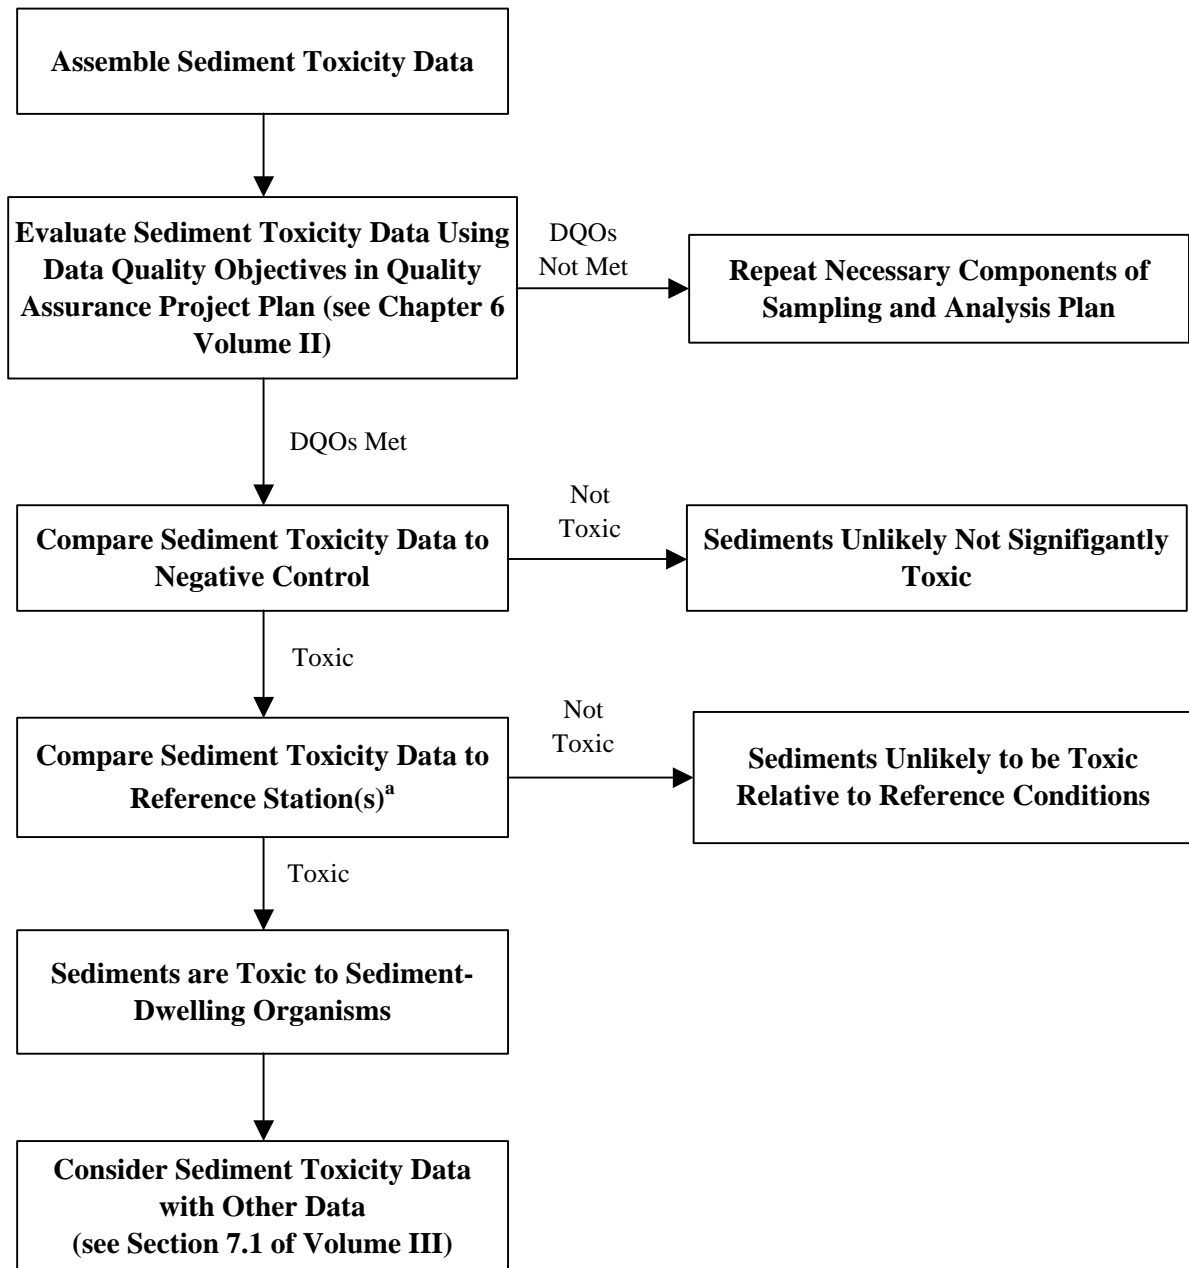 Assemble Sediment Toxicity Data
Evaluate Sediment Toxicity Data Using
Data Quality Objectives in Quality
Assurance Project Plan (see Chapter 6
Volume II)
DQOs
Not Met
Repeat Necessary Components of
Sampling and Analysis Plan
DQOs Met
Compare Sediment Toxicity Data to
Negative Control
Not
Toxic
Sediments Unlikely Not Signifigantly
Toxic
Toxic
Compare Sediment Toxicity Data to
Reference Station(s)a
Not
Toxic
Sediments Unlikely to be Toxic
Relative to Reference Conditions
Toxic
Sediments are Toxic to Sediment-
Dwelling Organisms
Consider Sediment Toxicity Data
with Other Data
(see Section 7.1 of Volume III)